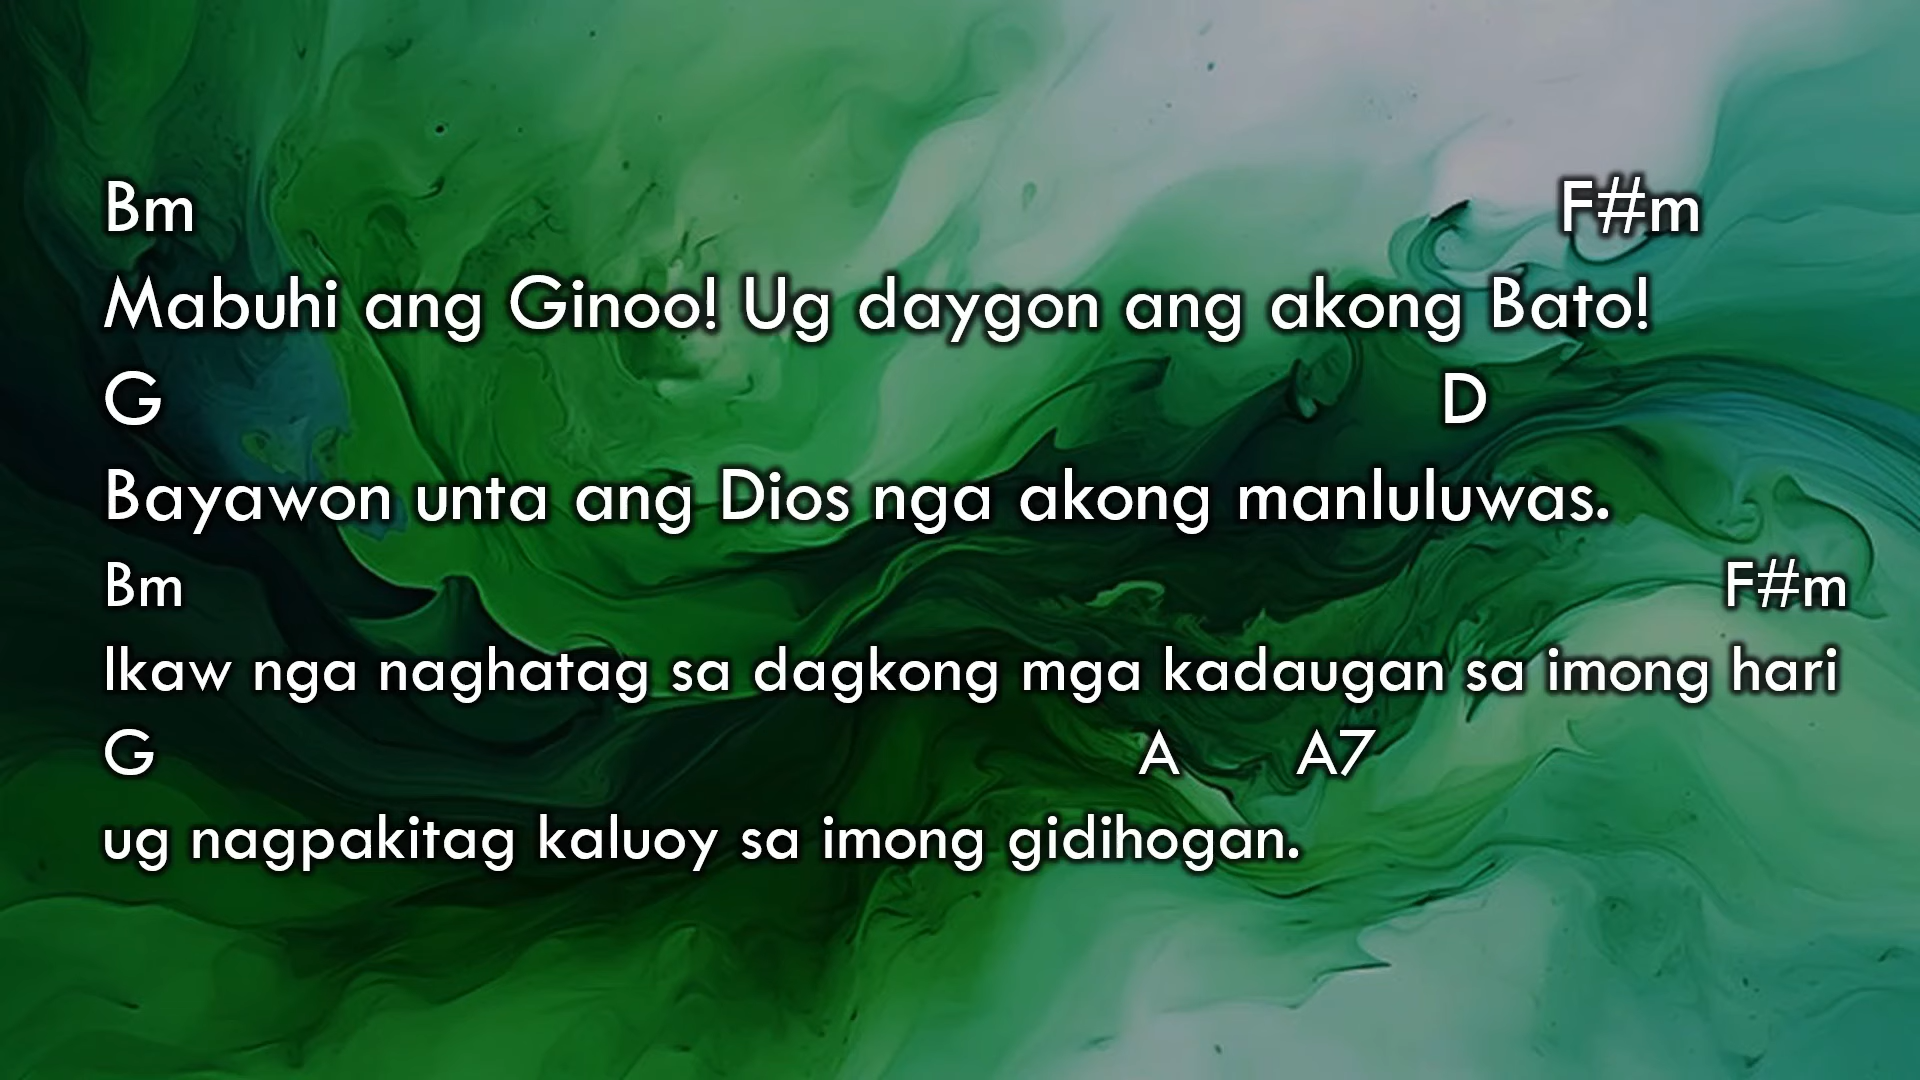 Bm F#m
Mabuhi ang Ginoo! Ug daygon ang akong Bato!
G D
Bayawon unta ang Dios nga akong manluluwas.
Bm F#m
Ikaw nga naghatag sa dagkong mga kadaugan sa imong hari
G A A7
ug nagpakitag kaluoy sa imong gidihogan.